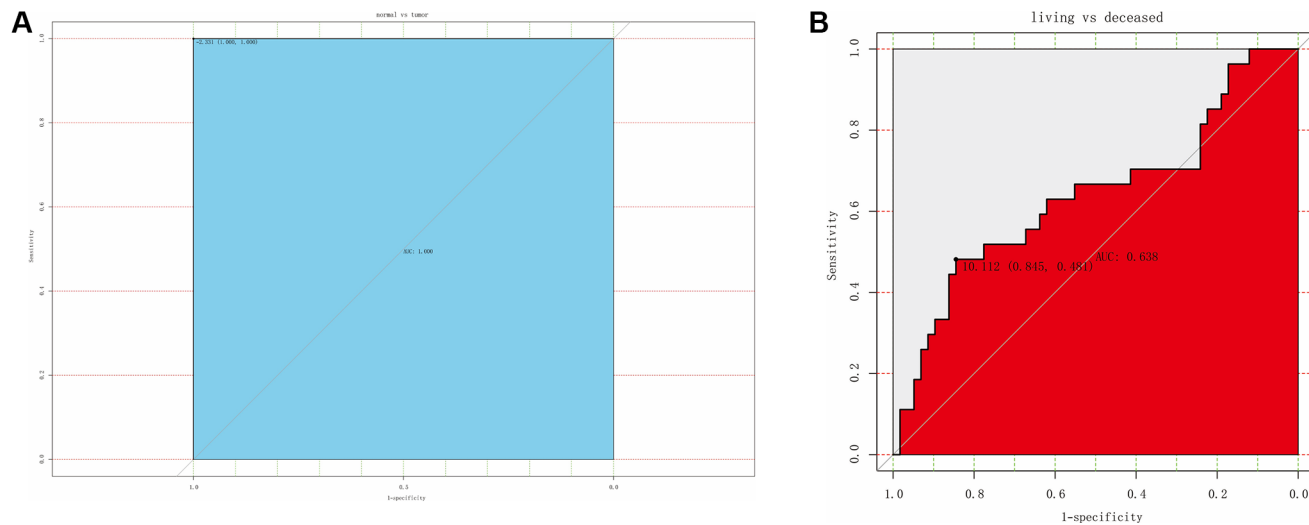 A
normal vs tumor
-2.331 (1.000, 1.000)
AUC: 1.000
Sensitivity
0.0
0.2
0.4
0.6
0.8
1.0
1.0
0.5
0.0
1-specificity
B
living vs deceased
10.112 (0.845, 0.481)
AUC: 0.638
Sensitivity
0.0
0.2
0.4
0.6
0.8
1.0
1.0
0.8
0.6
0.4
0.2
0.0
1-specificity